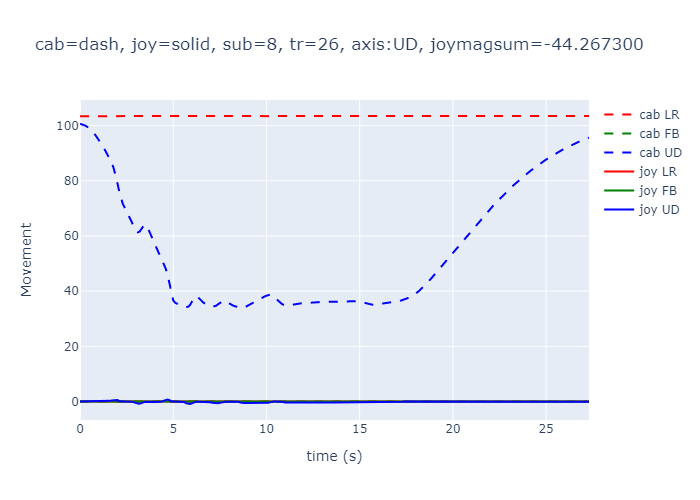 cab=dash, joy=solid, sub=8, tr=26, axis:UD, joymagsum=-44.267300
cab LR
cab FB
cab UD
joy LR
joy FB
joy UD
Movement
100
80
60
40
20
0
0 5 10 15 20 25
time (s)